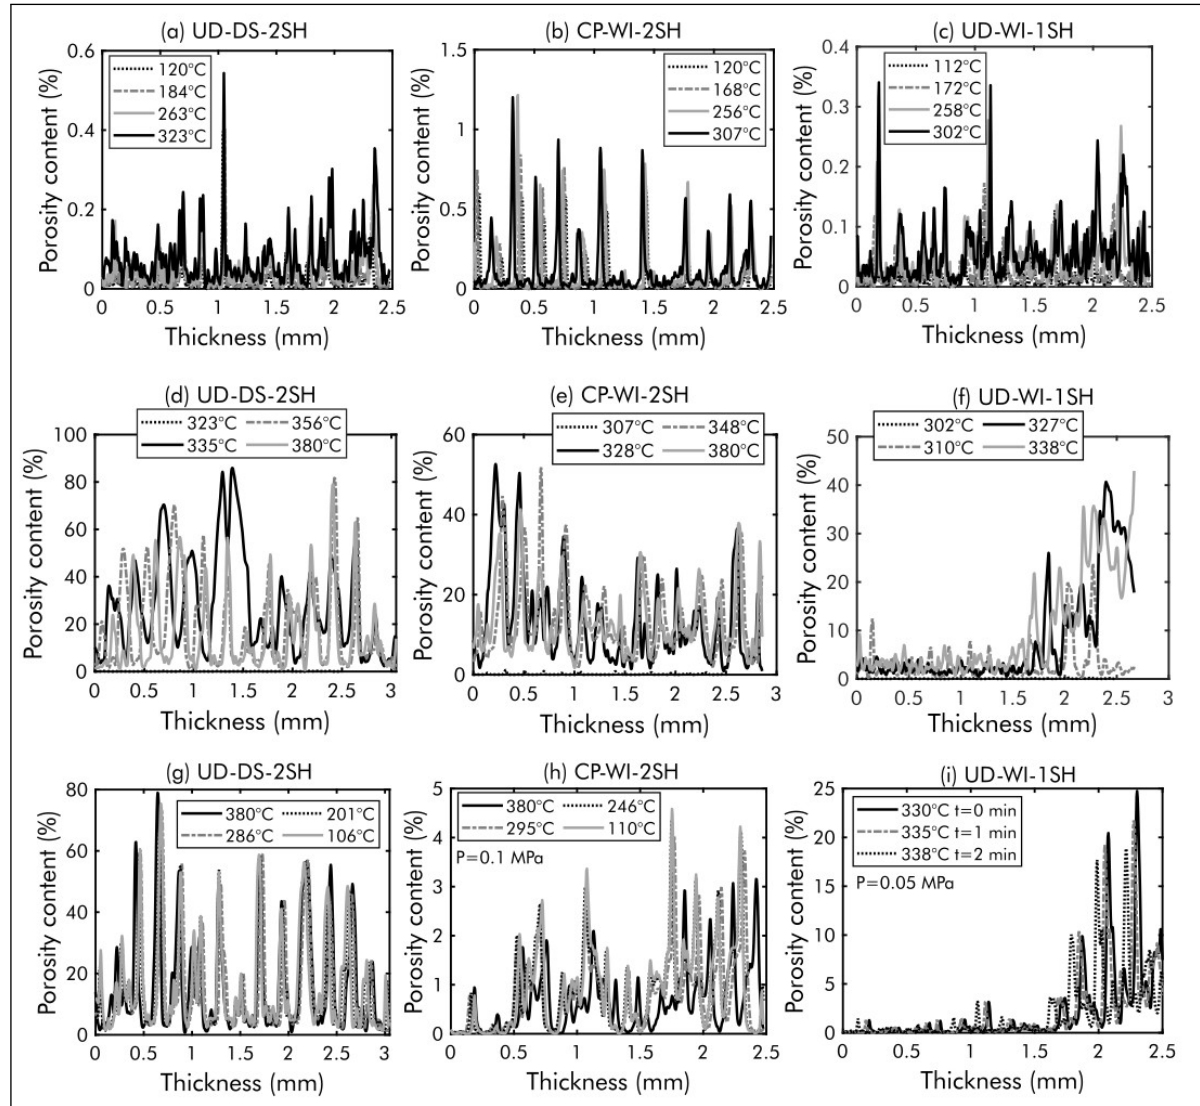 (a) UD-DS-2SH
0.6
0.4
0.2
0
Porosity content (%)
120°C
184°C
263°C
323°C
0 0.5 1 1.5 2 2.5
Thickness (mm)
(b) CP-WI-2SH
1.5
1
0.5
0
Porosity content (%)
120°C
168°C
256°C
307°C
0 0.5 1 1.5 2 2.5
Thickness (mm)
(c) UD-WI-1SH
0.4
0.3
0.2
0.1
0
Porosity content (%)
112°C
172°C
258°C
302°C
0 0.5 1 1.5 2 2.5
Thickness (mm)
(d) UD-DS-2SH
323°C 356°C
335°C 380°C
100
80
60
40
20
0
Porosity content (%)
0 0.5 1 1.5 2 2.5 3
Thickness (mm)
(e) CP-WI-2SH
307°C 348°C
328°C 380°C
60
40
20
0
Porosity content (%)
0 0.5 1 1.5 2 2.5 3
Thickness (mm)
(f) UD-WI-1SH
302°C 327°C
310°C 338°C
50
40
30
20
10
0
Porosity content (%)
0 0.5 1 1.5 2 2.5 3
Thickness (mm)
(g) UD-DS-2SH
380°C 201°C
286°C 106°C
80
60
40
20
0
Porosity content (%)
0 0.5 1 1.5 2 2.5 3
Thickness (mm)
(h) CP-WI-2SH
380°C 246°C
295°C 110°C
P=0.1 MPa
5
4
3
2
1
0
Porosity content (%)
0.5 1 1.5 2 2.5
Thickness (mm)
(i) UD-WI-1SH
330°C t=0 min
335°C t=1 min
338°C t=2 min
P=0.05 MPa
25
20
15
10
5
0
Porosity content (%)
0 0.5 1 1.5 2 2.5
Thickness (mm)